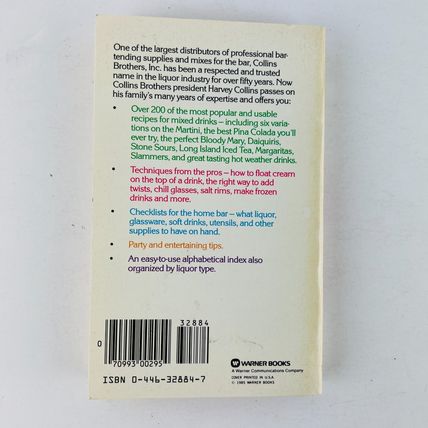 One of the largest distributors of professional bar-
tending supplies and mixes for the bar, Collins
Brothers, Inc. has been a respected and trusted
name in the liquor industry for over fifty years. Now
Collins Brothers president Harvey Collins passes on
his family's many years of expertise and offers you:
• Over 200 of the most popular and usable
recipes for mixed drinks – including six varia-
tions on the Martini, the best Pina Colada you'll
ever try, the perfect Bloody Mary, Daiquiris,
Stone Sours, Long Island Iced Tea, Margaritas,
Slammers, and great tasting hot weather drinks.
• Techniques from the pros – how to float cream
on the top of a drink, the right way to add
twists, chill glasses, salt rims, make frozen
drinks and more.
• Checklists for the home bar – what liquor,
glassware, soft drinks, utensils, and other
supplies to have on hand.
• Party and entertaining tips.
• An easy-to-use alphabetical index also
organized by liquor type.
32884
0
70993 00295
ISBN 0-446-32884-7
W WARNER BOOKS
A Warner Communications Company
COVER PRINTED IN U.S.A.
© 1985 WARNER BOOKS